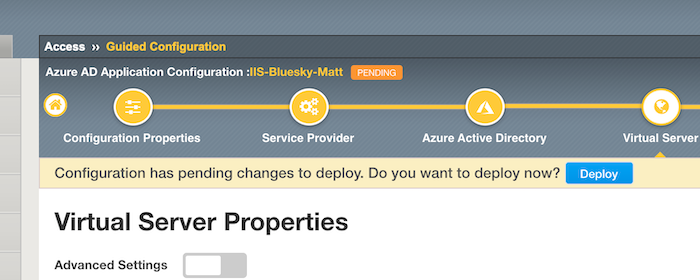 Access ›› Guided Configuration
Azure AD Application Configuration :IIS-Bluesky-Matt PENDING
Configuration Properties Service Provider Azure Active Directory Virtual Server
Configuration has pending changes to deploy. Do you want to deploy now? Deploy
Virtual Server Properties
Advanced Settings